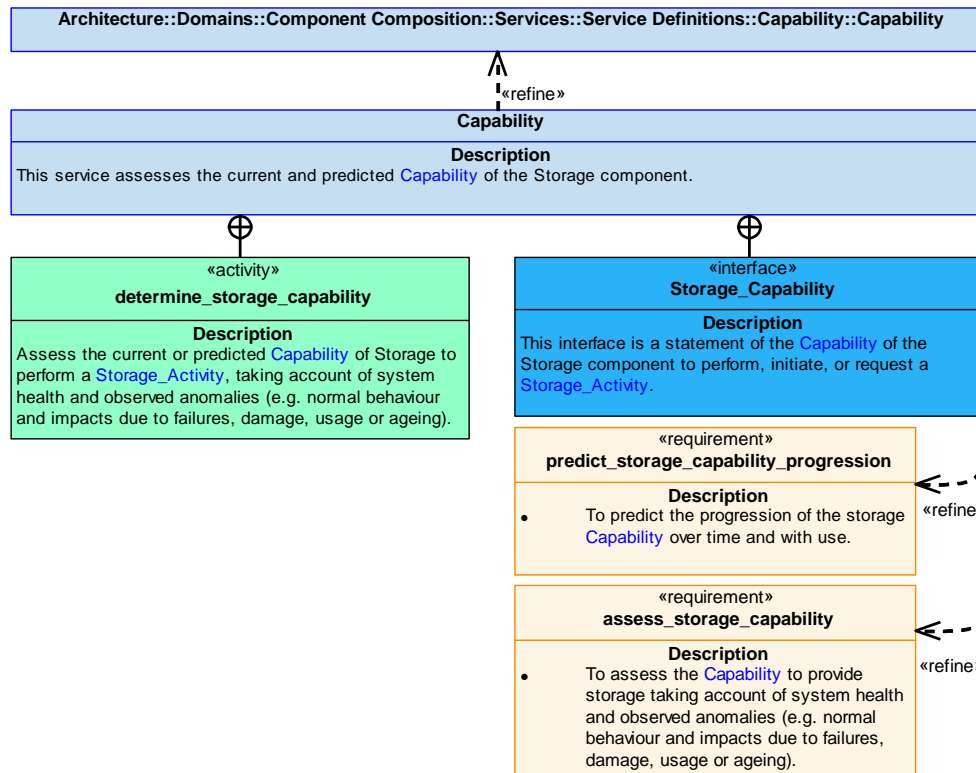 Architecture::Domains::Component Composition::Services::Service Definitions::Capability::Capability
«refine»
Capability
Description
This service assesses the current and predicted Capability of the Storage component.
«activity»
determine_storage_capability
Description
Assess the current or predicted Capability of Storage to
perform a Storage_Activity, taking account of system
health and observed anomalies (e.g. normal behaviour
and impacts due to failures, damage, usage or ageing).
«interface»
Storage_Capability
Description
This interface is a statement of the Capability of the
Storage component to perform, initiate, or request a
Storage_Activity.
«requirement»
predict_storage_capability_progression
Description
• To predict the progression of the storage
Capability over time and with use.
«refine
«requirement»
assess_storage_capability
Description
• To assess the Capability to provide
storage taking account of system health
and observed anomalies (e.g. normal
behaviour and impacts due to failures,
damage, usage or ageing).
«refine»